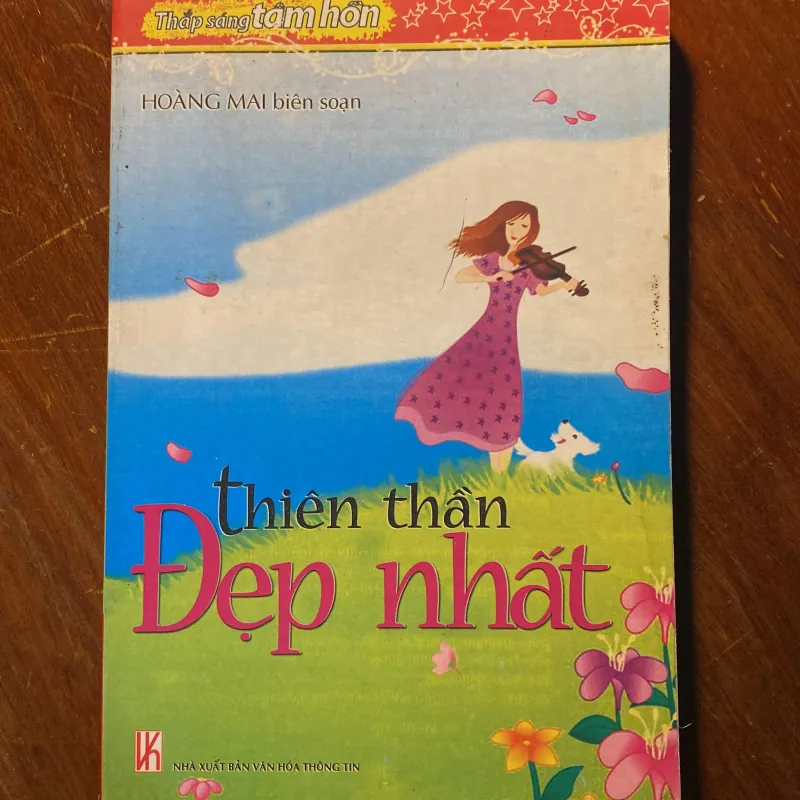 Thắp sáng tâm hồn
HOÀNG MAI biên soạn
thiên thần
Đẹp nhất
NHÀ XUẤT BẢN VĂN HÓA THÔNG TIN